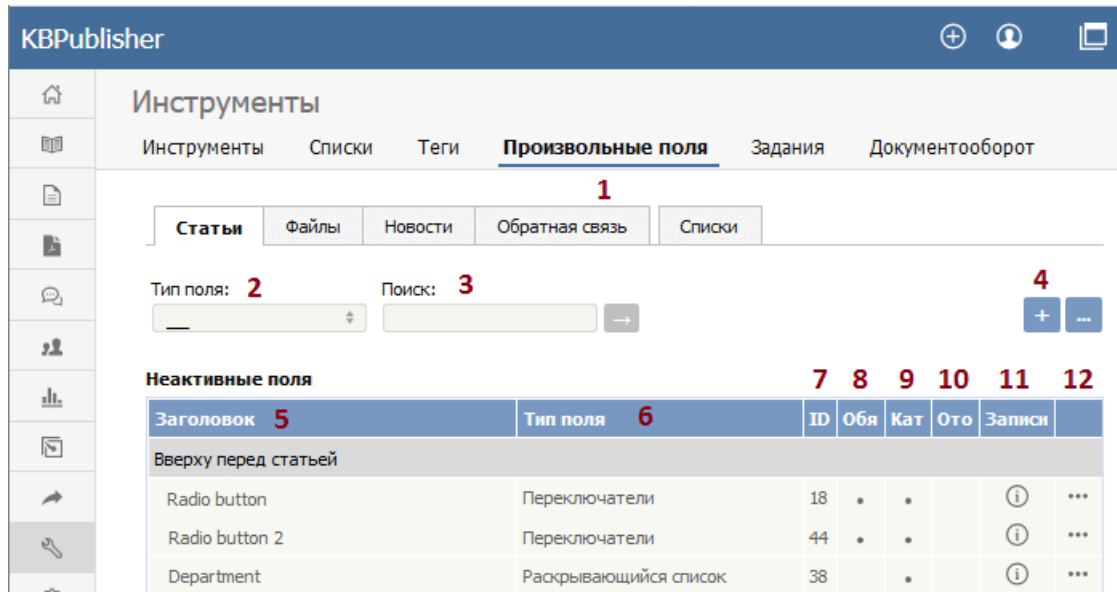 KBPublisher
Инструменты
Инструменты Списки Теги Произвольные поля Задания Документооборот
1
Статьи Файлы Новости Обратная связь Списки
Тип поля: 2 Поиск: 3 4
__ → + ...
Неактивные поля 7 8 9 10 11 12
Заголовок 5 Тип поля 6 ID Обя Кат Ото Записи
Вверху перед статьей
Radio button Переключатели 18
Radio button 2 Переключатели 44
Department Раскрывающийся список 38